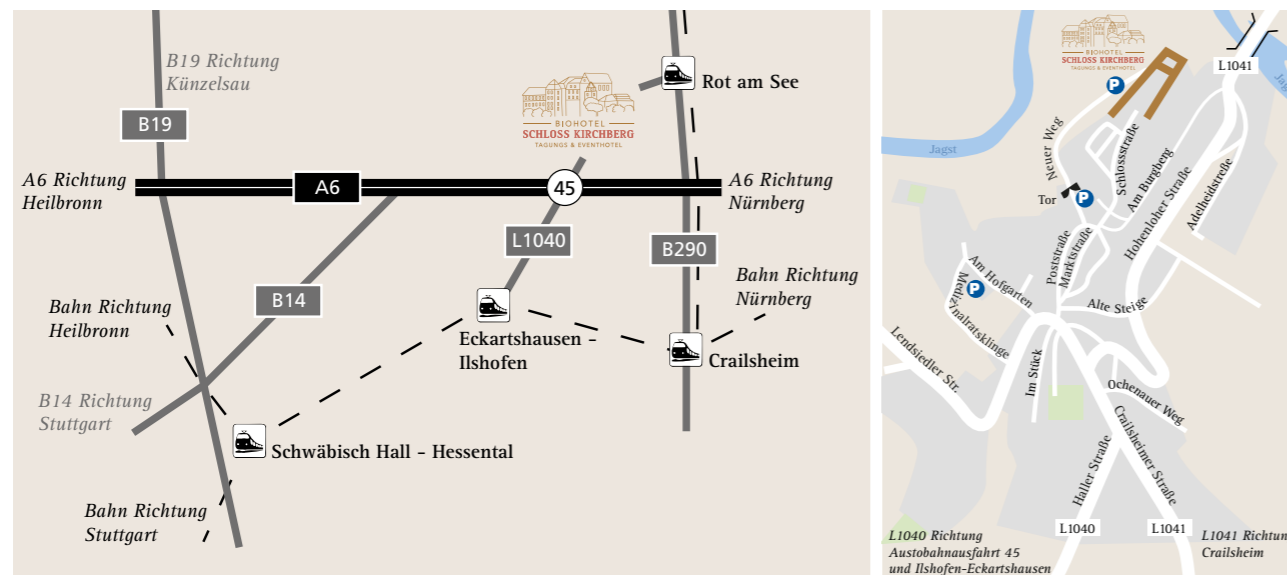 B19 Richtung
Künzelsau
B19
BIOHOTEL
SCHLOSS KIRCHBERG
TAGUNGS & EVENTHOTEL
Rot am See
A6 Richtung
Heilbronn
A6
45
A6 Richtung
Nürnberg
L1040
B290
B14
Bahn Richtung
Nürnberg
Bahn Richtung
Heilbronn
Eckartshausen -
Ilshofen
Crailsheim
B14 Richtung
Stuttgart
Schwäbisch Hall - Hessental
Bahn Richtung
Stuttgart
BIOHOTEL
SCHLOSS KIRCHBERG
TAGUNGS & EVENTHOTEL
L1041
P
Jagst
Neuer Weg
Schlossstraße
Am Burgberg
Hohenloher Straße
Adelheidstraße
Tor
P
Poststraße
Marktstraße
Am Hofgarten
P
Medizinalratsklinge
Alte Steige
Lendsiedler Str.
Im Stück
Ochenauer Weg
Crailsheimer Straße
Haller Straße
L1040
L1041
L1040 Richtung
Austobahnausfahrt 45
und Ilshofen-Eckartshausen
L1041 Richtun
Crailsheim